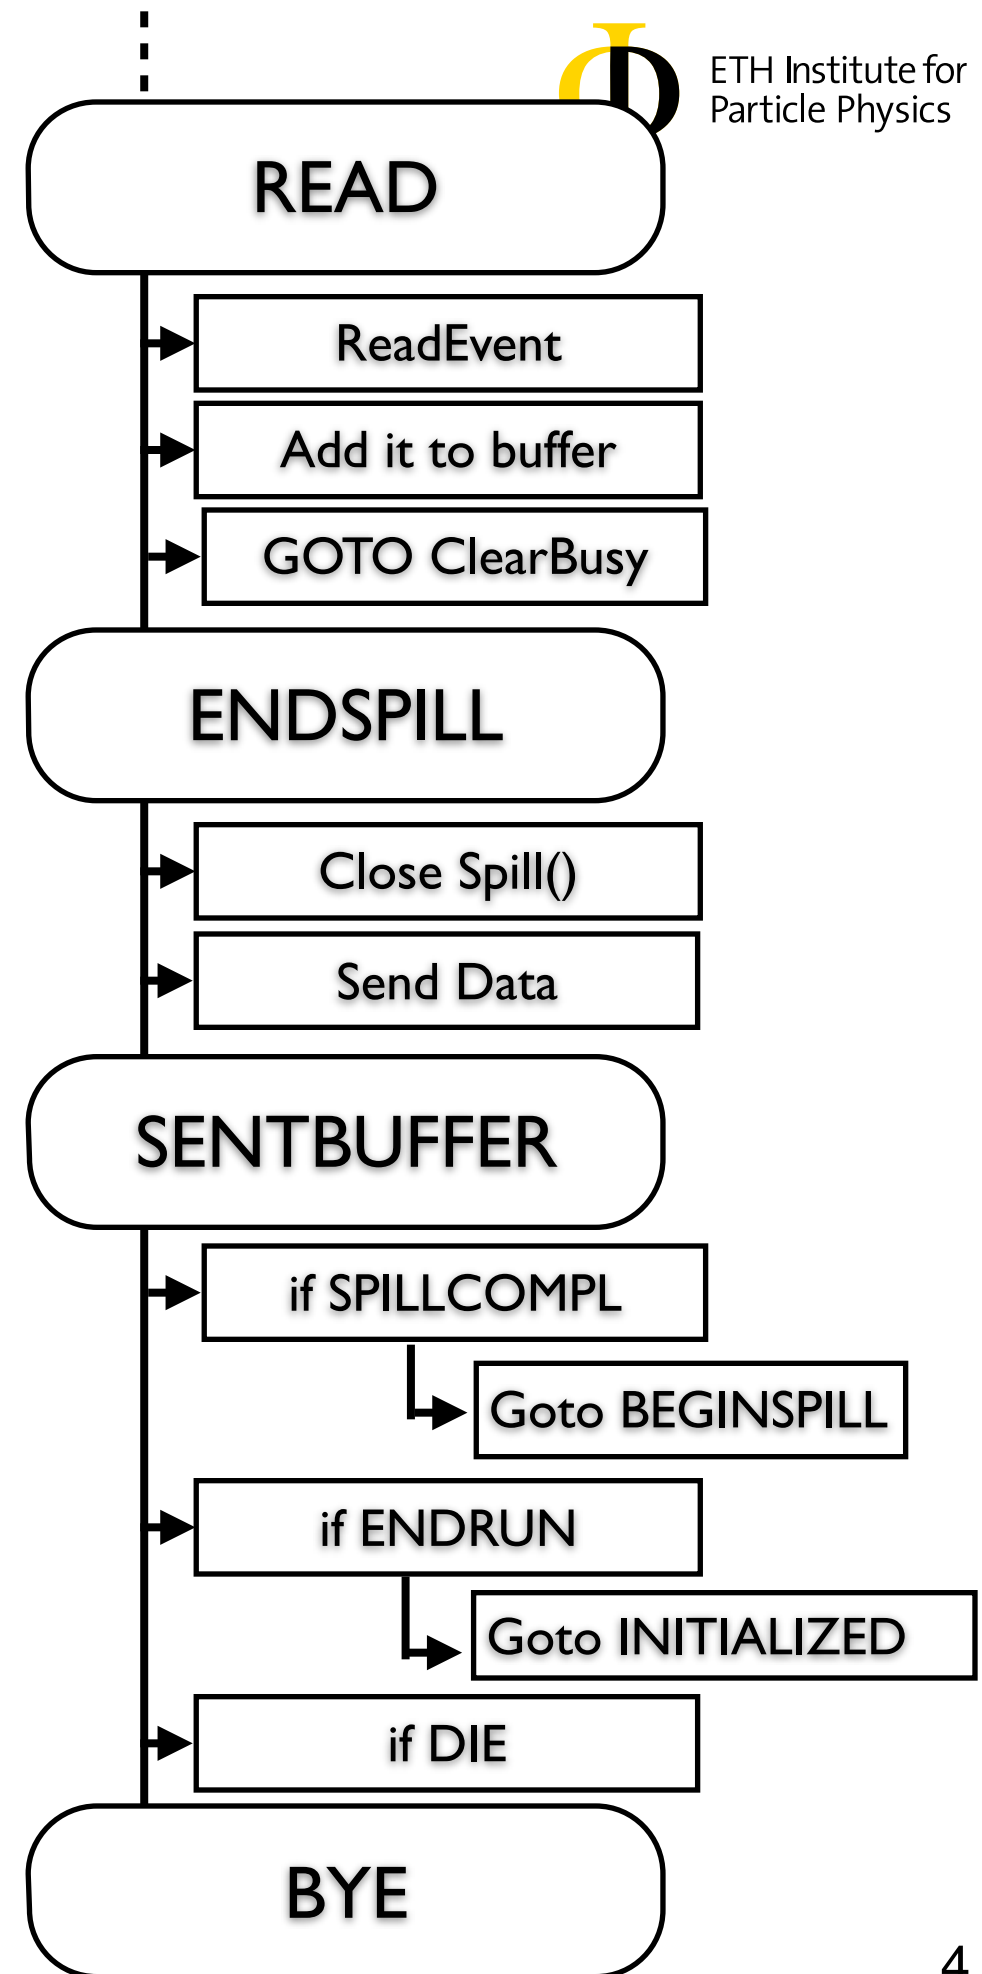 ETH Institute for
Particle Physics
READ
ReadEvent
Add it to buffer
GOTO ClearBusy
ENDSPILL
Close Spill()
Send Data
SENTBUFFER
if SPILLCOMPL
Goto BEGINSPILL
if ENDRUN
Goto INITIALIZED
if DIE
BYE
4